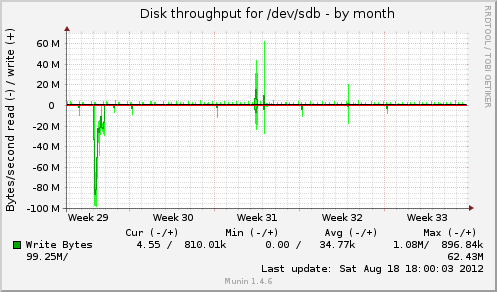 Disk throughput for /dev/sdb - by month
RRDTOOL / TOBI OETIKER
Bytes/second read (-) / write (+)
60 M
40 M
20 M
0
-20 M
-40 M
-60 M
-80 M
-100 M
Week 29 Week 30 Week 31 Week 32 Week 33
Cur (-/+) Min (-/+) Avg (-/+) Max (-/+)
Write Bytes 4.55 / 810.01k 0.00 / 34.77k 1.08M/ 896.84k
99.25M/ 62.43M
Last update: Sat Aug 18 18:00:03 2012
Munin 1.4.6